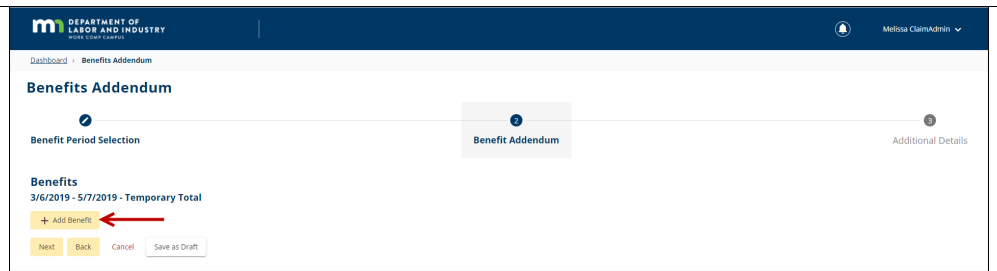 DEPARTMENT OF
LABOR AND INDUSTRY
WORK COMP CAMPUS
Melissa ClaimAdmin
Dashboard › Benefits Addendum
Benefits Addendum
2
3
Benefit Period Selection
Benefit Addendum
Additional Details
Benefits
3/6/2019 - 5/7/2019 - Temporary Total
+ Add Benefit
Next Back Cancel Save as Draft